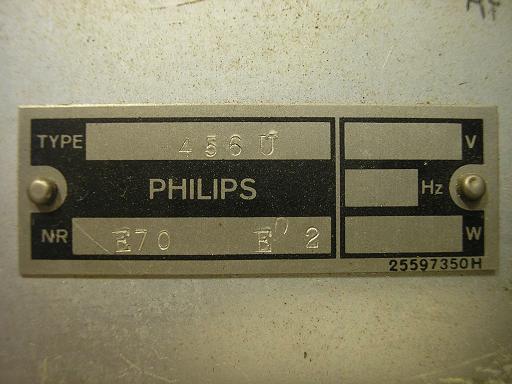 TYPE 456U V
PHILIPS Hz
NR E70 E 2 W
25597350H